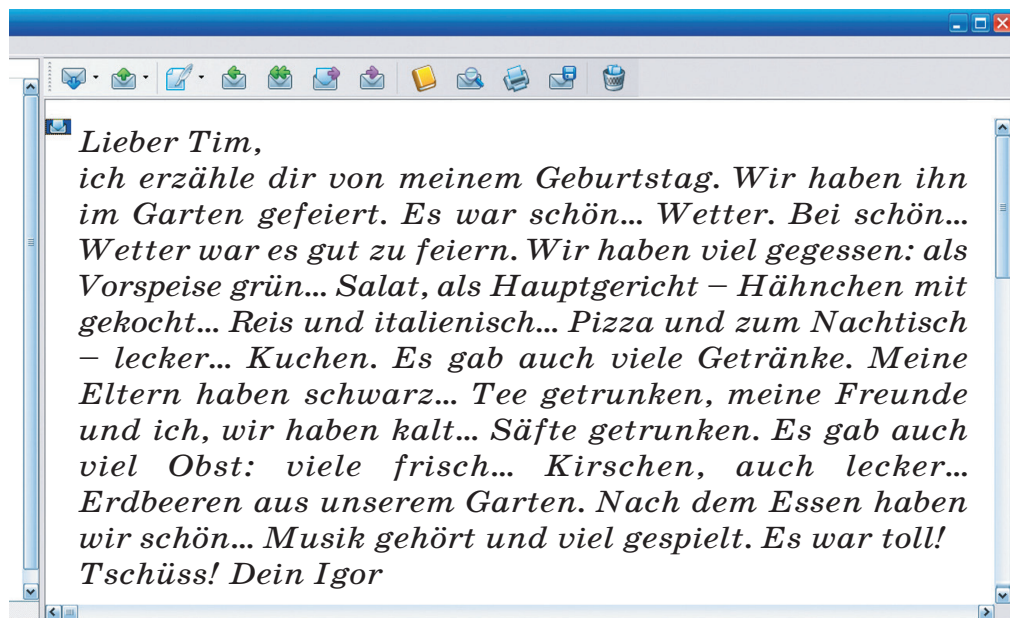 Lieber Tim,
ich erzähle dir von meinem Geburtstag. Wir haben ihn
im Garten gefeiert. Es war schön... Wetter. Bei schön...
Wetter war es gut zu feiern. Wir haben viel gegessen: als
Vorspeise grün... Salat, als Hauptgericht – Hähnchen mit
gekocht... Reis und italienisch... Pizza und zum Nachtisch
– lecker... Kuchen. Es gab auch viele Getränke. Meine
Eltern haben schwarz... Tee getrunken, meine Freunde
und ich, wir haben kalt... Säfte getrunken. Es gab auch
viel Obst: viele frisch... Kirschen, auch lecker...
Erdbeeren aus unserem Garten. Nach dem Essen haben
wir schön... Musik gehört und viel gespielt. Es war toll!
Tschüss! Dein Igor